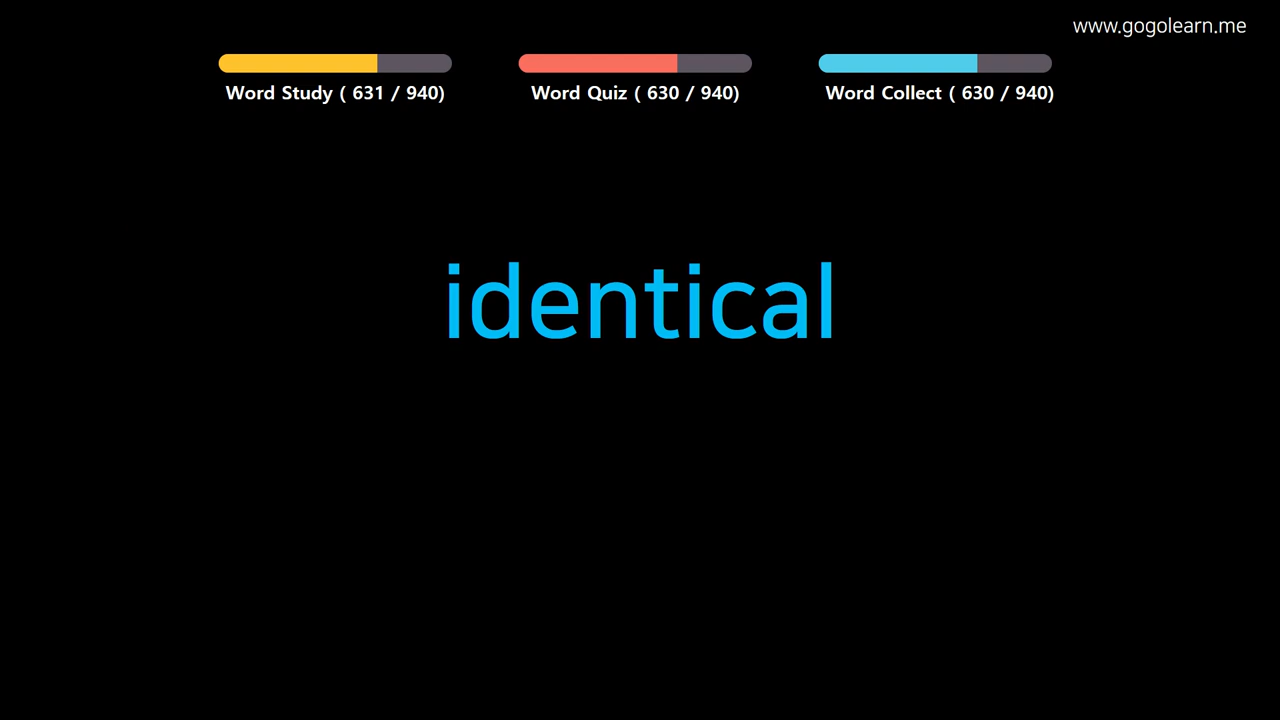 www.gogolearn.me
Word Study ( 631 / 940)
Word Quiz ( 630 / 940)
Word Collect ( 630 / 940)
identical